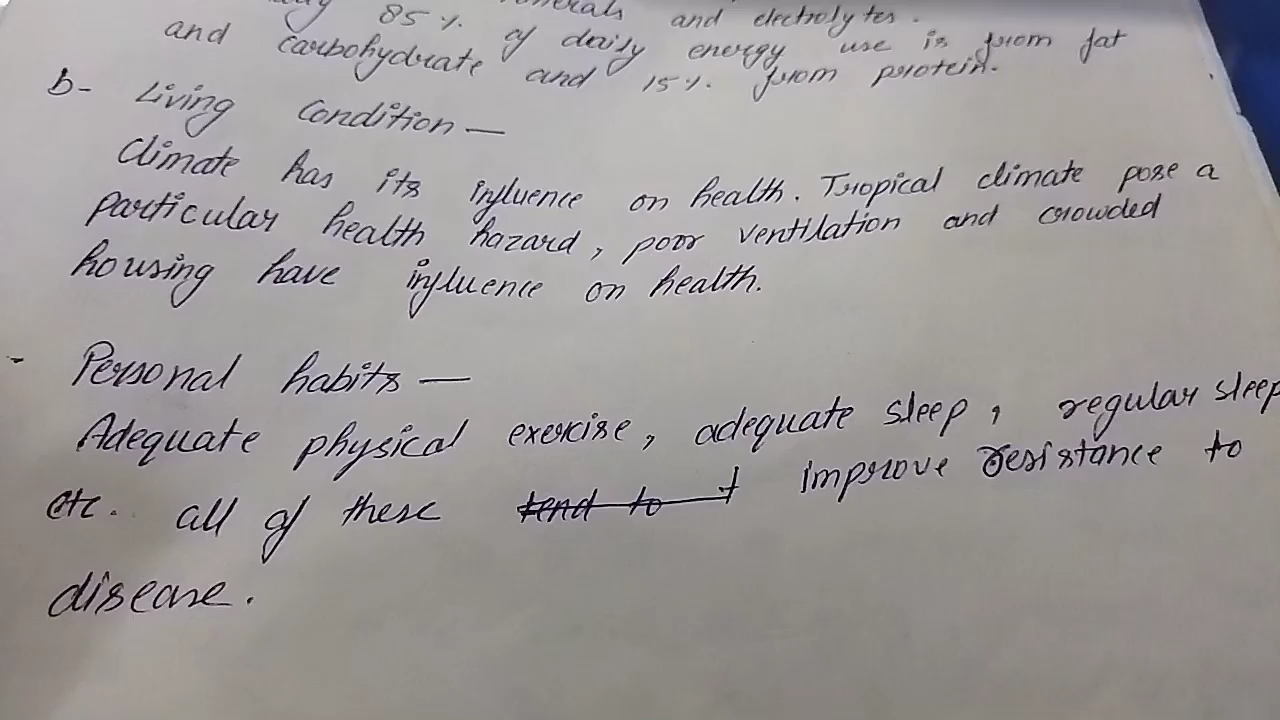 85 %. of daily energy use is from fat
and electrolytes.
and carbohydrate and 15 %. from protein.
b- Living Condition —
Climate has its influence on health. Tropical climate pose a
particular health hazard, poor ventilation and crowded
housing have influence on health.
- Personal habits —
Adequate physical exercise, adequate sleep, regular sleep
etc. all of these tend to t improve resistance to
disease.